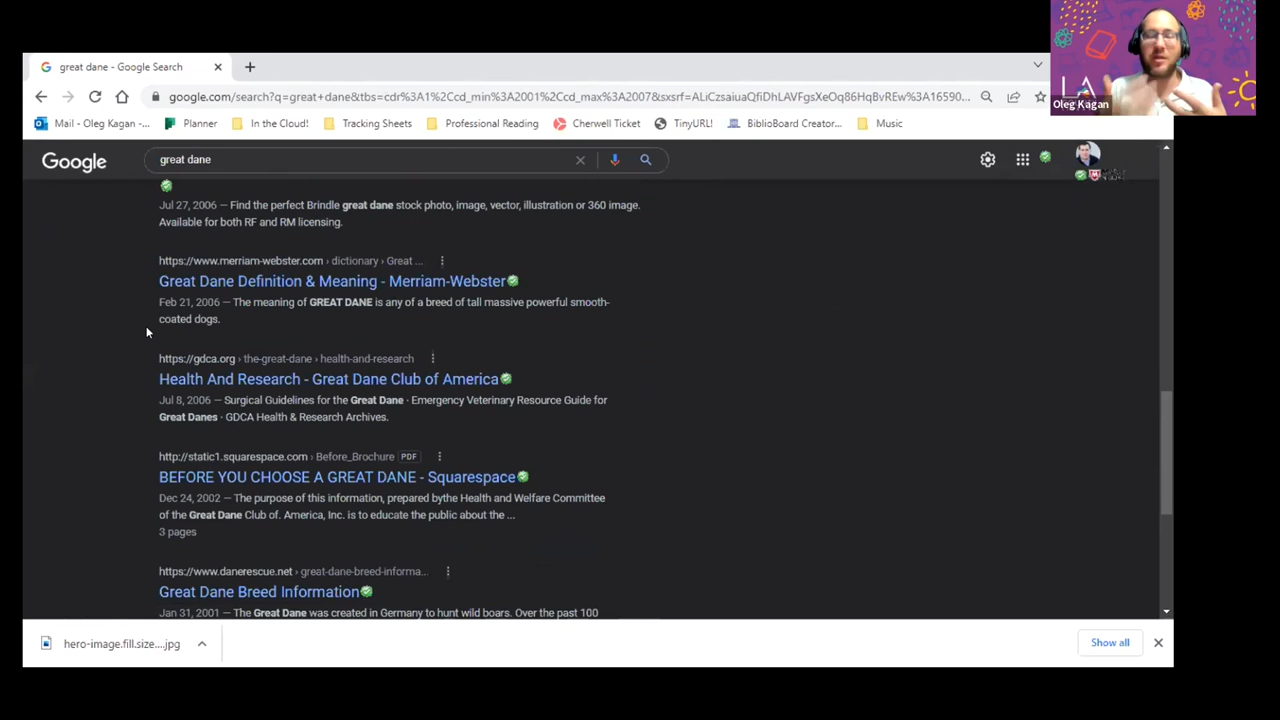 great dane - Google Search
google.com/search?q=great+dane&tbs=cdr%3A1%2Ccd_min%3A2001%2Ccd_max%3A2007&sxsrf=ALiCzsaiuaQfiDhLAVFgsXeOq86HqBvREw%3A16590...
LA
Oleg Kagan
Mail - Oleg Kagan -... Planner In the Cloud! Tracking Sheets Professional Reading Cherwell Ticket TinyURL! BiblioBoard Creator... Music
Google great dane
Jul 27, 2006 — Find the perfect Brindle great dane stock photo, image, vector, illustration or 360 image.
Available for both RF and RM licensing.
https://www.merriam-webster.com › dictionary › Great ...
Great Dane Definition & Meaning - Merriam-Webster
Feb 21, 2006 — The meaning of GREAT DANE is any of a breed of tall massive powerful smooth-
coated dogs.
https://gdca.org › the-great-dane › health-and-research
Health And Research - Great Dane Club of America
Jul 8, 2006 — Surgical Guidelines for the Great Dane · Emergency Veterinary Resource Guide for
Great Danes · GDCA Health & Research Archives.
http://static1.squarespace.com › Before_Brochure PDF
BEFORE YOU CHOOSE A GREAT DANE - Squarespace
Dec 24, 2002 — The purpose of this information, prepared bythe Health and Welfare Committee
of the Great Dane Club of. America, Inc. is to educate the public about the ...
3 pages
https://www.danerescue.net › great-dane-breed-informa...
Great Dane Breed Information
Jan 31, 2001 — The Great Dane was created in Germany to hunt wild boars. Over the past 100
hero-image.fill.size....jpg
Show all